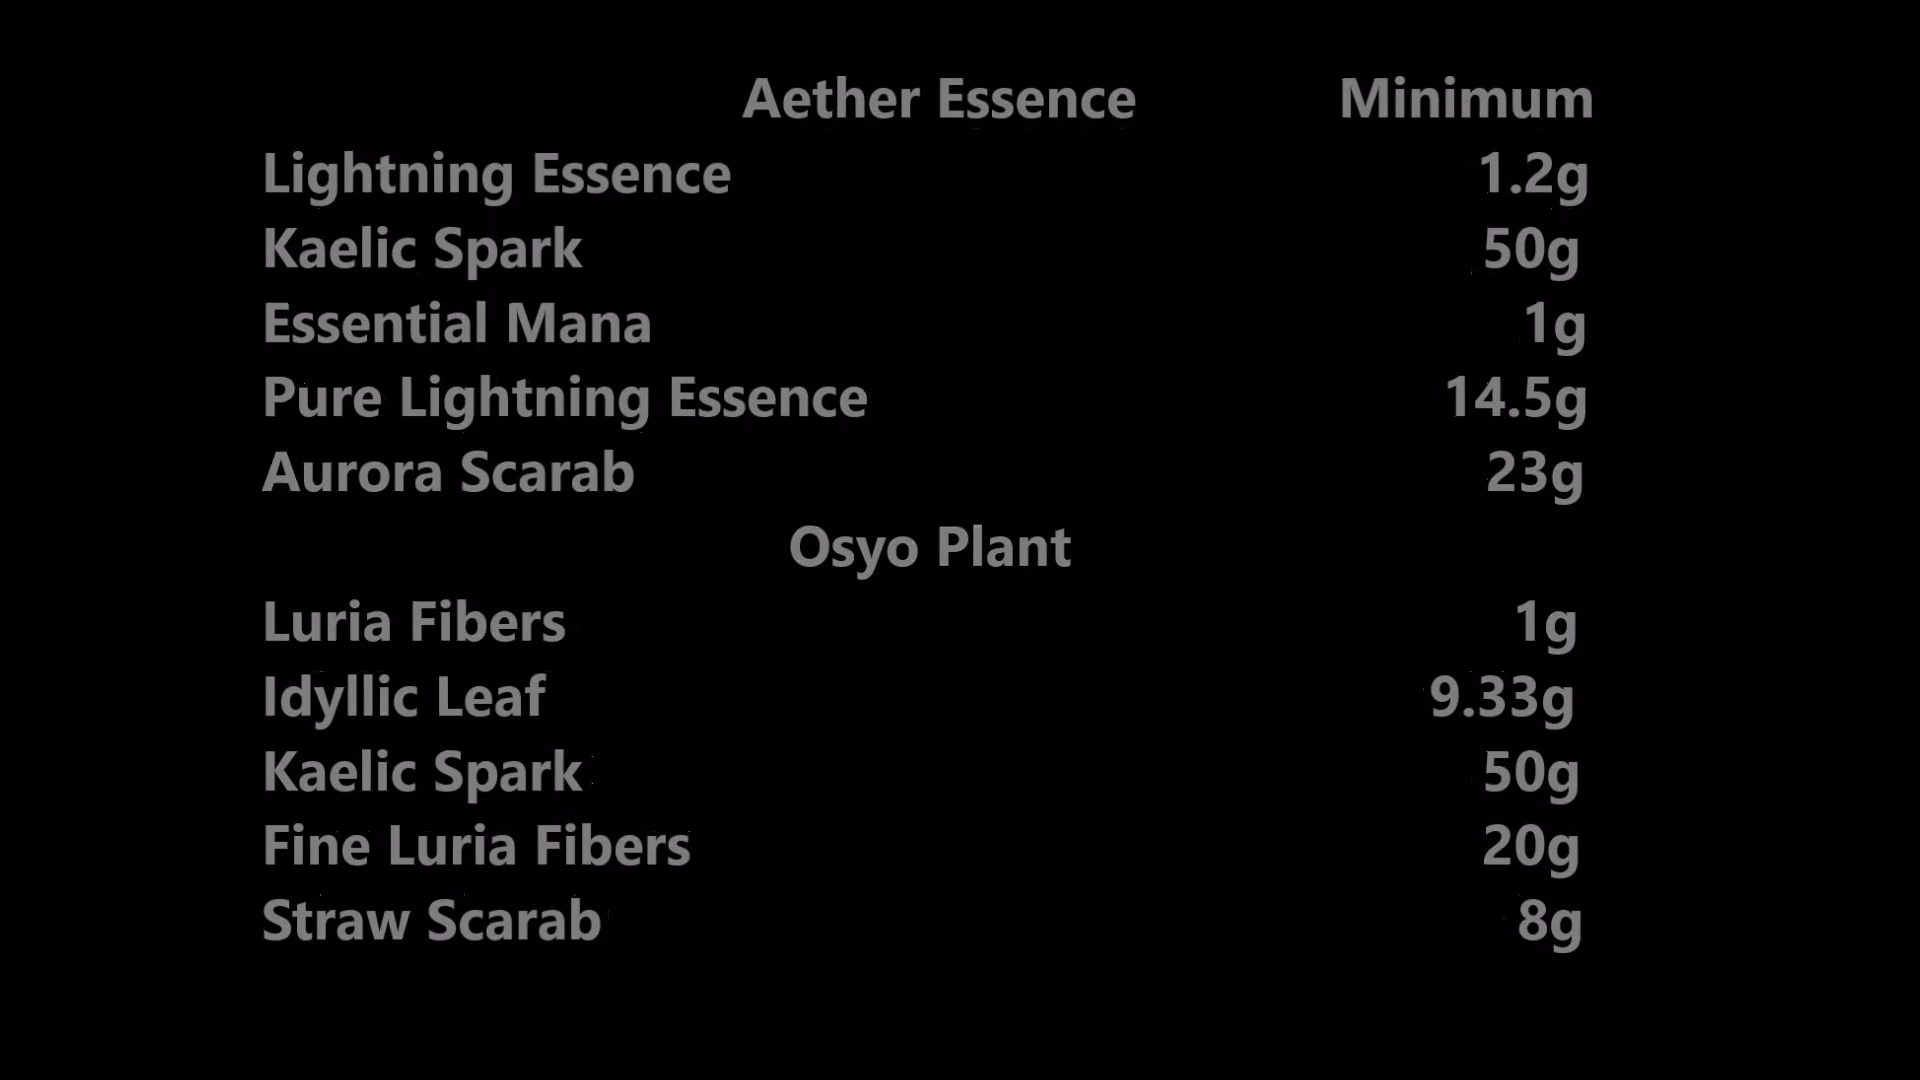 Aether Essence Minimum
Lightning Essence 1.2g
Kaelic Spark 50g
Essential Mana 1g
Pure Lightning Essence 14.5g
Aurora Scarab 23g
Osyo Plant
Luria Fibers 1g
Idyllic Leaf 9.33g
Kaelic Spark 50g
Fine Luria Fibers 20g
Straw Scarab 8g